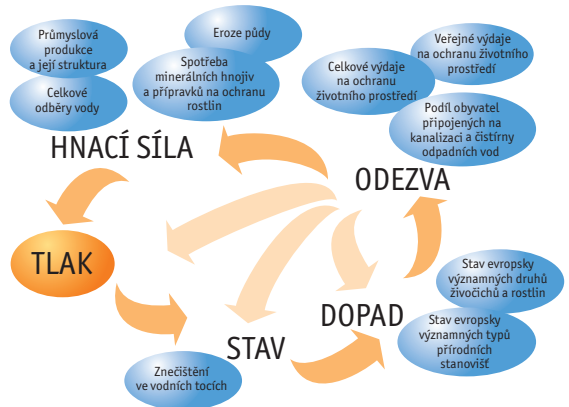 Průmyslová
produkce
a její struktura
Celkové
odběry vody
Eroze půdy
Spotřeba
minerálních hnojiv
a přípravků na ochranu
rostlin
Celkové výdaje
na ochranu
životního prostředí
Veřejné výdaje
na ochranu životního
prostředí
Podíl obyvatel
připojených na
kanalizaci a čistírny
odpadních vod
HNACÍ SÍLA
ODEZVA
TLAK
DOPAD
STAV
Stav evropsky
významných druhů
živočichů a rostlin
Stav evropsky
významných typů
přírodních
stanovišť
Znečištění
ve vodních tocích